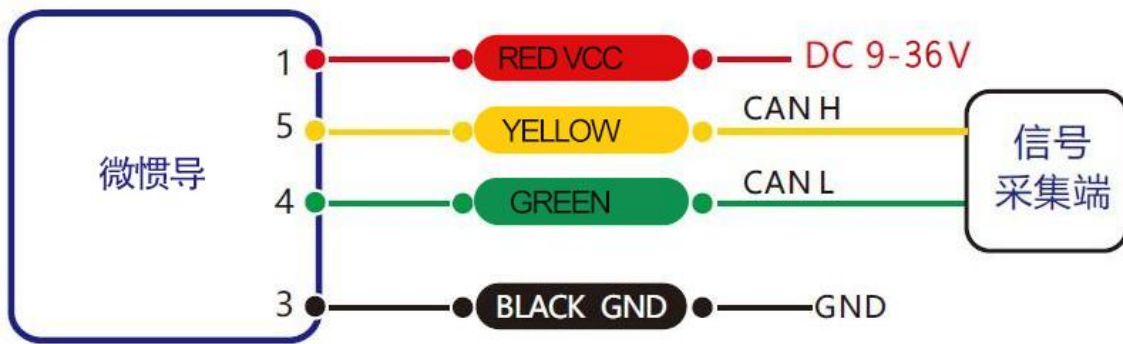 1 RED VCC DC 9-36V
5 YELLOW CAN H
微惯导
4 GREEN CAN L
信号
采集端
3 BLACK GND GND